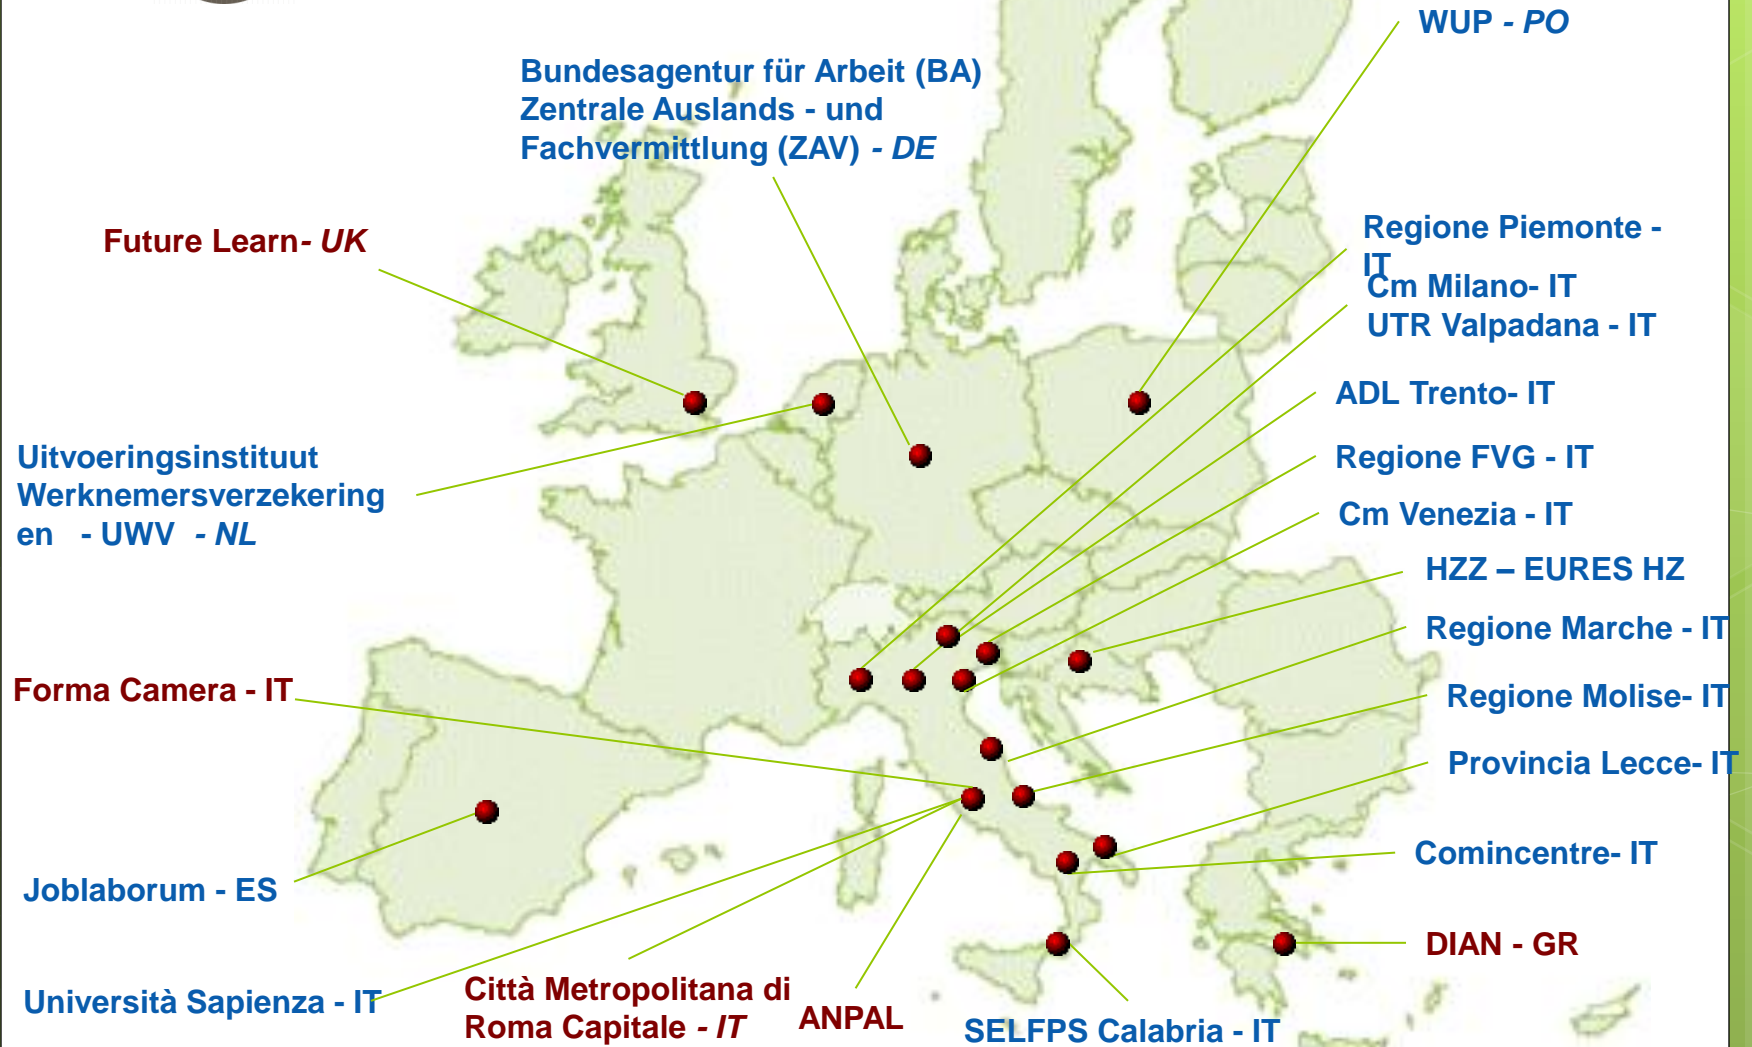 WUP - PO
Bundesagentur für Arbeit (BA)
Zentrale Auslands - und
Fachvermittlung (ZAV) - DE
Future Learn- UK
Regione Piemonte -
IT
Cm Milano- IT
UTR Valpadana - IT
ADL Trento- IT
Uitvoeringsinstituut
Werknemersverzekering
en - UWV - NL
Regione FVG - IT
Cm Venezia - IT
HZZ – EURES HZ
Regione Marche - IT
Forma Camera - IT
Regione Molise- IT
Provincia Lecce- IT
Comincentre- IT
Joblaborum - ES
DIAN - GR
Università Sapienza - IT
Città Metropolitana di
Roma Capitale - IT
ANPAL
SELFPS Calabria - IT